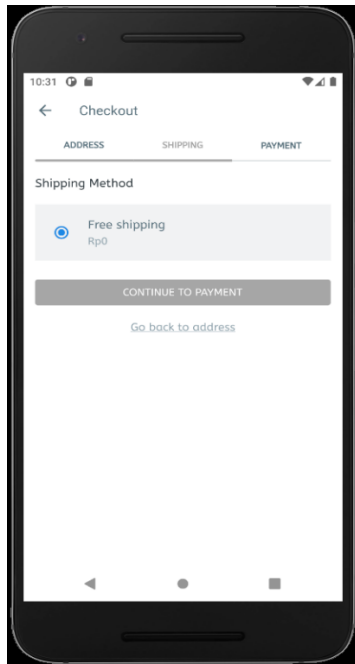 10:31
Checkout
ADDRESS SHIPPING PAYMENT
Shipping Method
Free shipping
Rp0
CONTINUE TO PAYMENT
Go back to address